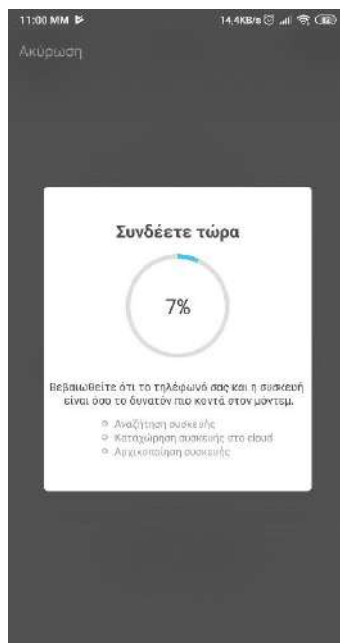 11:00 MM 14,4KB/s 82
Ακύρωση
Συνδέετε τώρα
7%
Βεβαιωθείτε ότι το τηλέφωνό σας και η συσκευή
είναι όσο το δυνατόν πιο κοντά στον μόντεμ.
Αναζήτηση συσκευής
Καταχώρηση συσκευής στο cloud
Αρχικοποίηση συσκευής